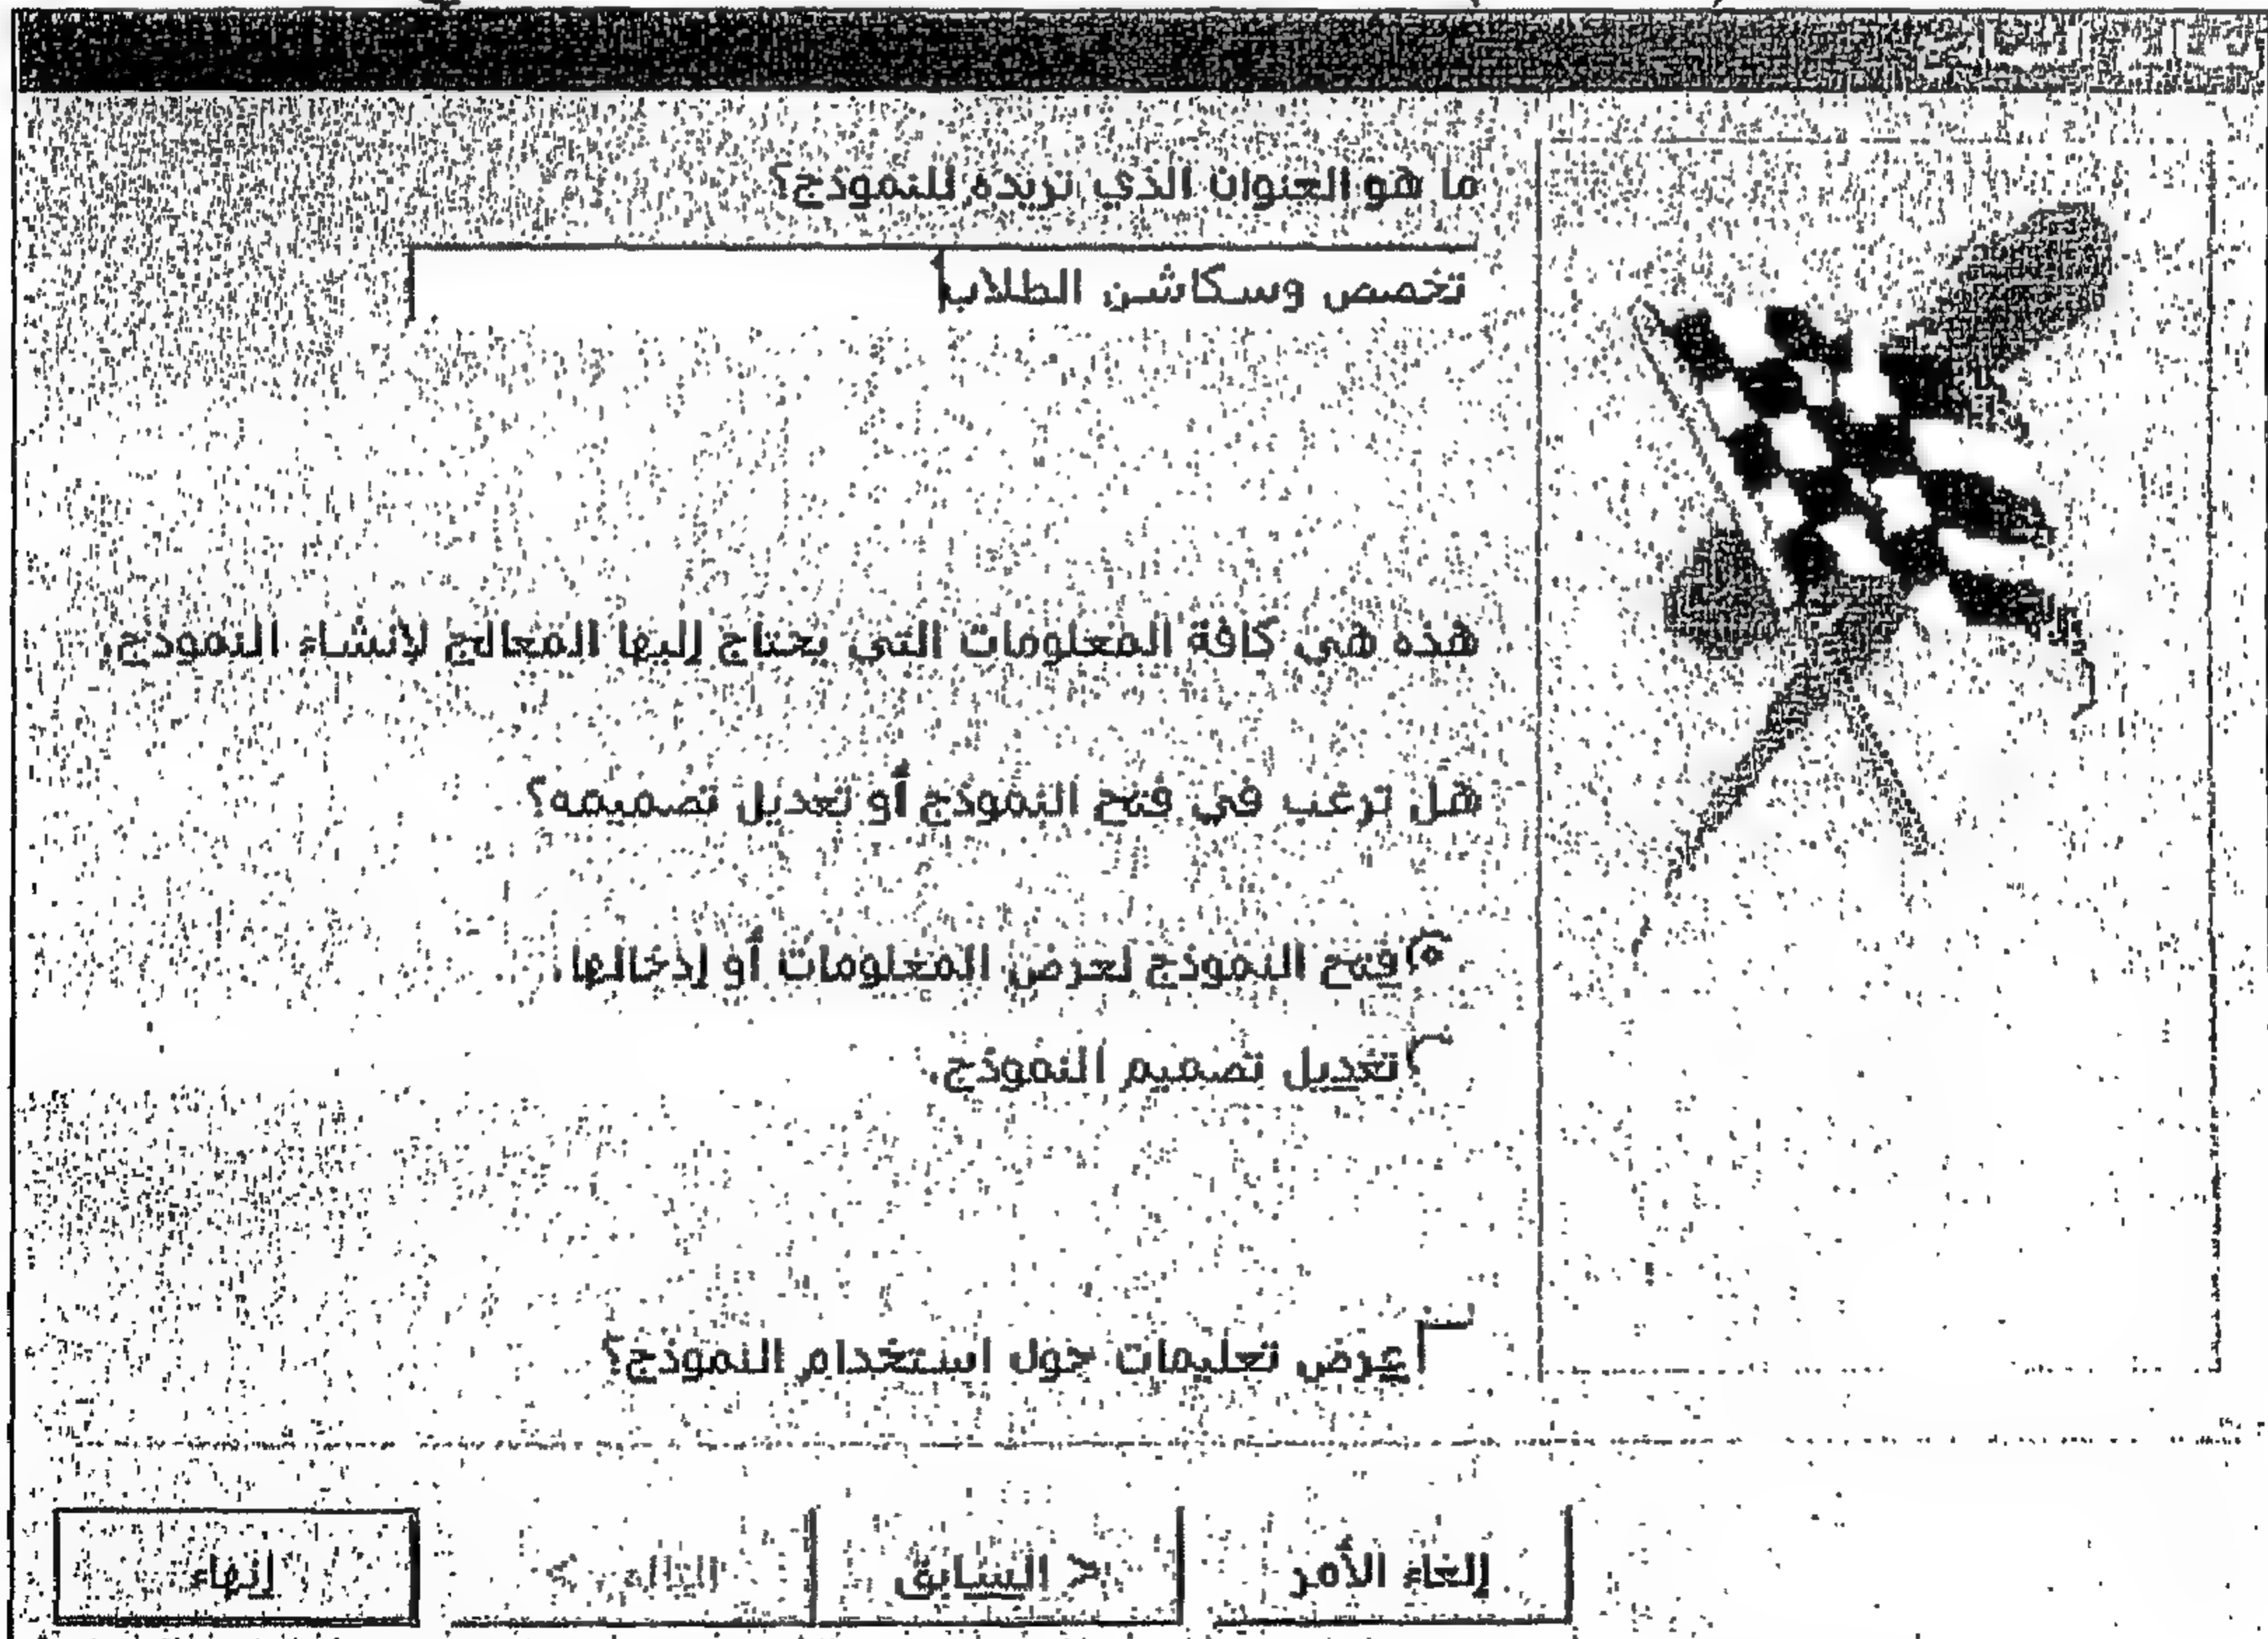 ما هو العنوان الذي تريده للنموذج؟
تخصص وسكاشن الطلاب
هذه هي كافة المعلومات التي يحتاج إليها المعالج لإنشاء النموذج.
هل ترغب في فتح النموذج أو تعديل تصميمه؟
فتح النموذج لعرض المعلومات أو إدخالها.
تعديل تصميم النموذج.
عرض تعليمات حول استخدام النموذج؟
إلغاء الأمر
< السابق
التالي >
إنهاء